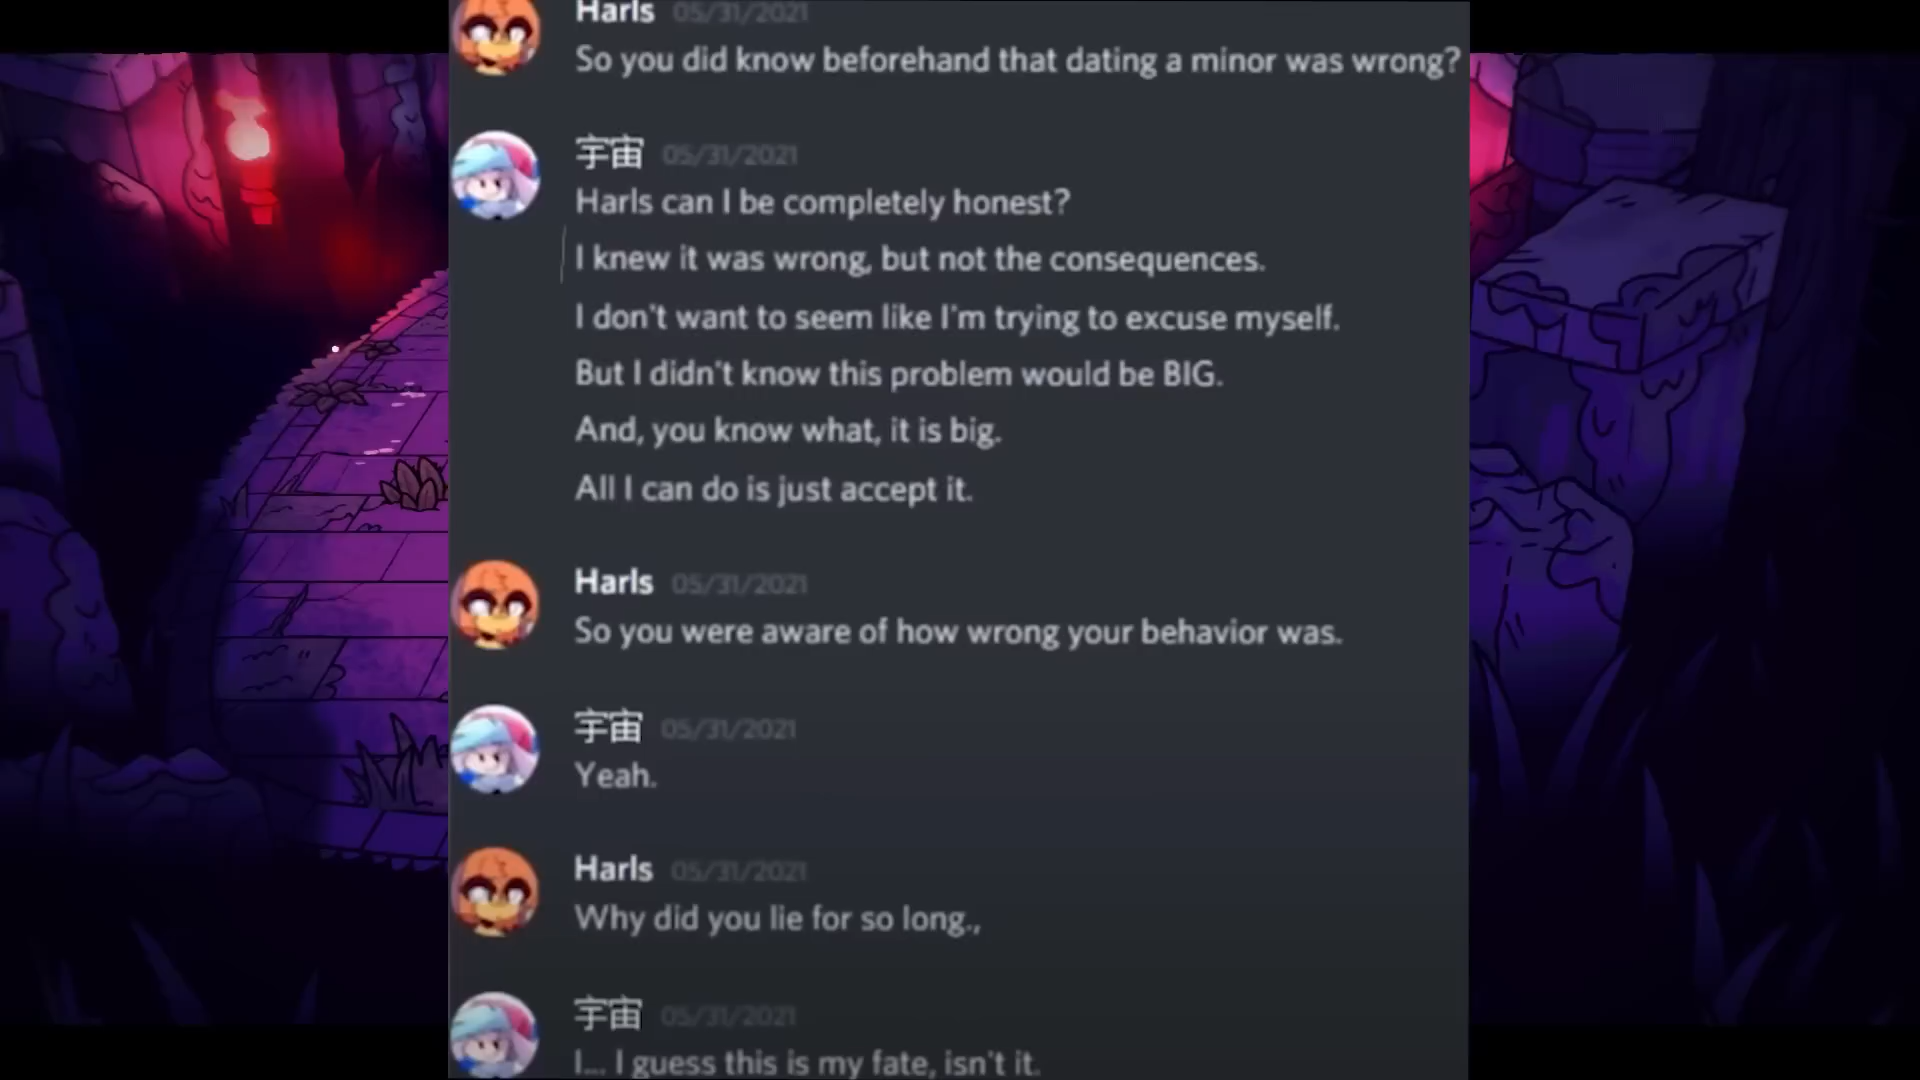 Harls 05/31/2021
So you did know beforehand that dating a minor was wrong?
宇宙 05/31/2021
Harls can I be completely honest?
I knew it was wrong, but not the consequences.
I don't want to seem like I'm trying to excuse myself.
But I didn't know this problem would be BIG.
And, you know what, it is big.
All I can do is just accept it.
Harls 05/31/2021
So you were aware of how wrong your behavior was.
宇宙 05/31/2021
Yeah.
Harls 05/31/2021
Why did you lie for so long.,
宇宙 05/31/2021
I... I guess this is my fate, isn't it.